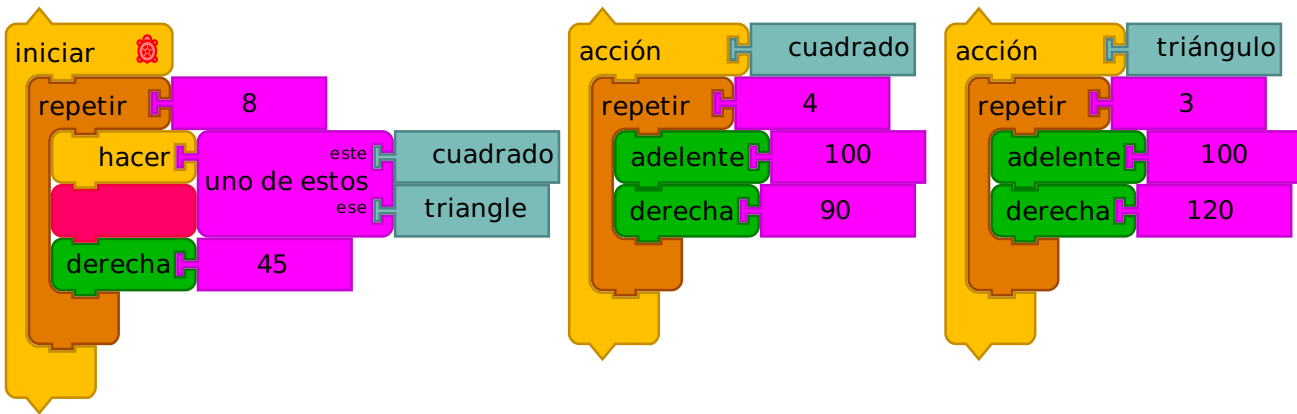 iniciar
repetir 8
hacer uno de estos este cuadrado
ese triangle
derecha 45
acción cuadrado
repetir 4
adelente 100
derecha 90
acción triángulo
repetir 3
adelente 100
derecha 120